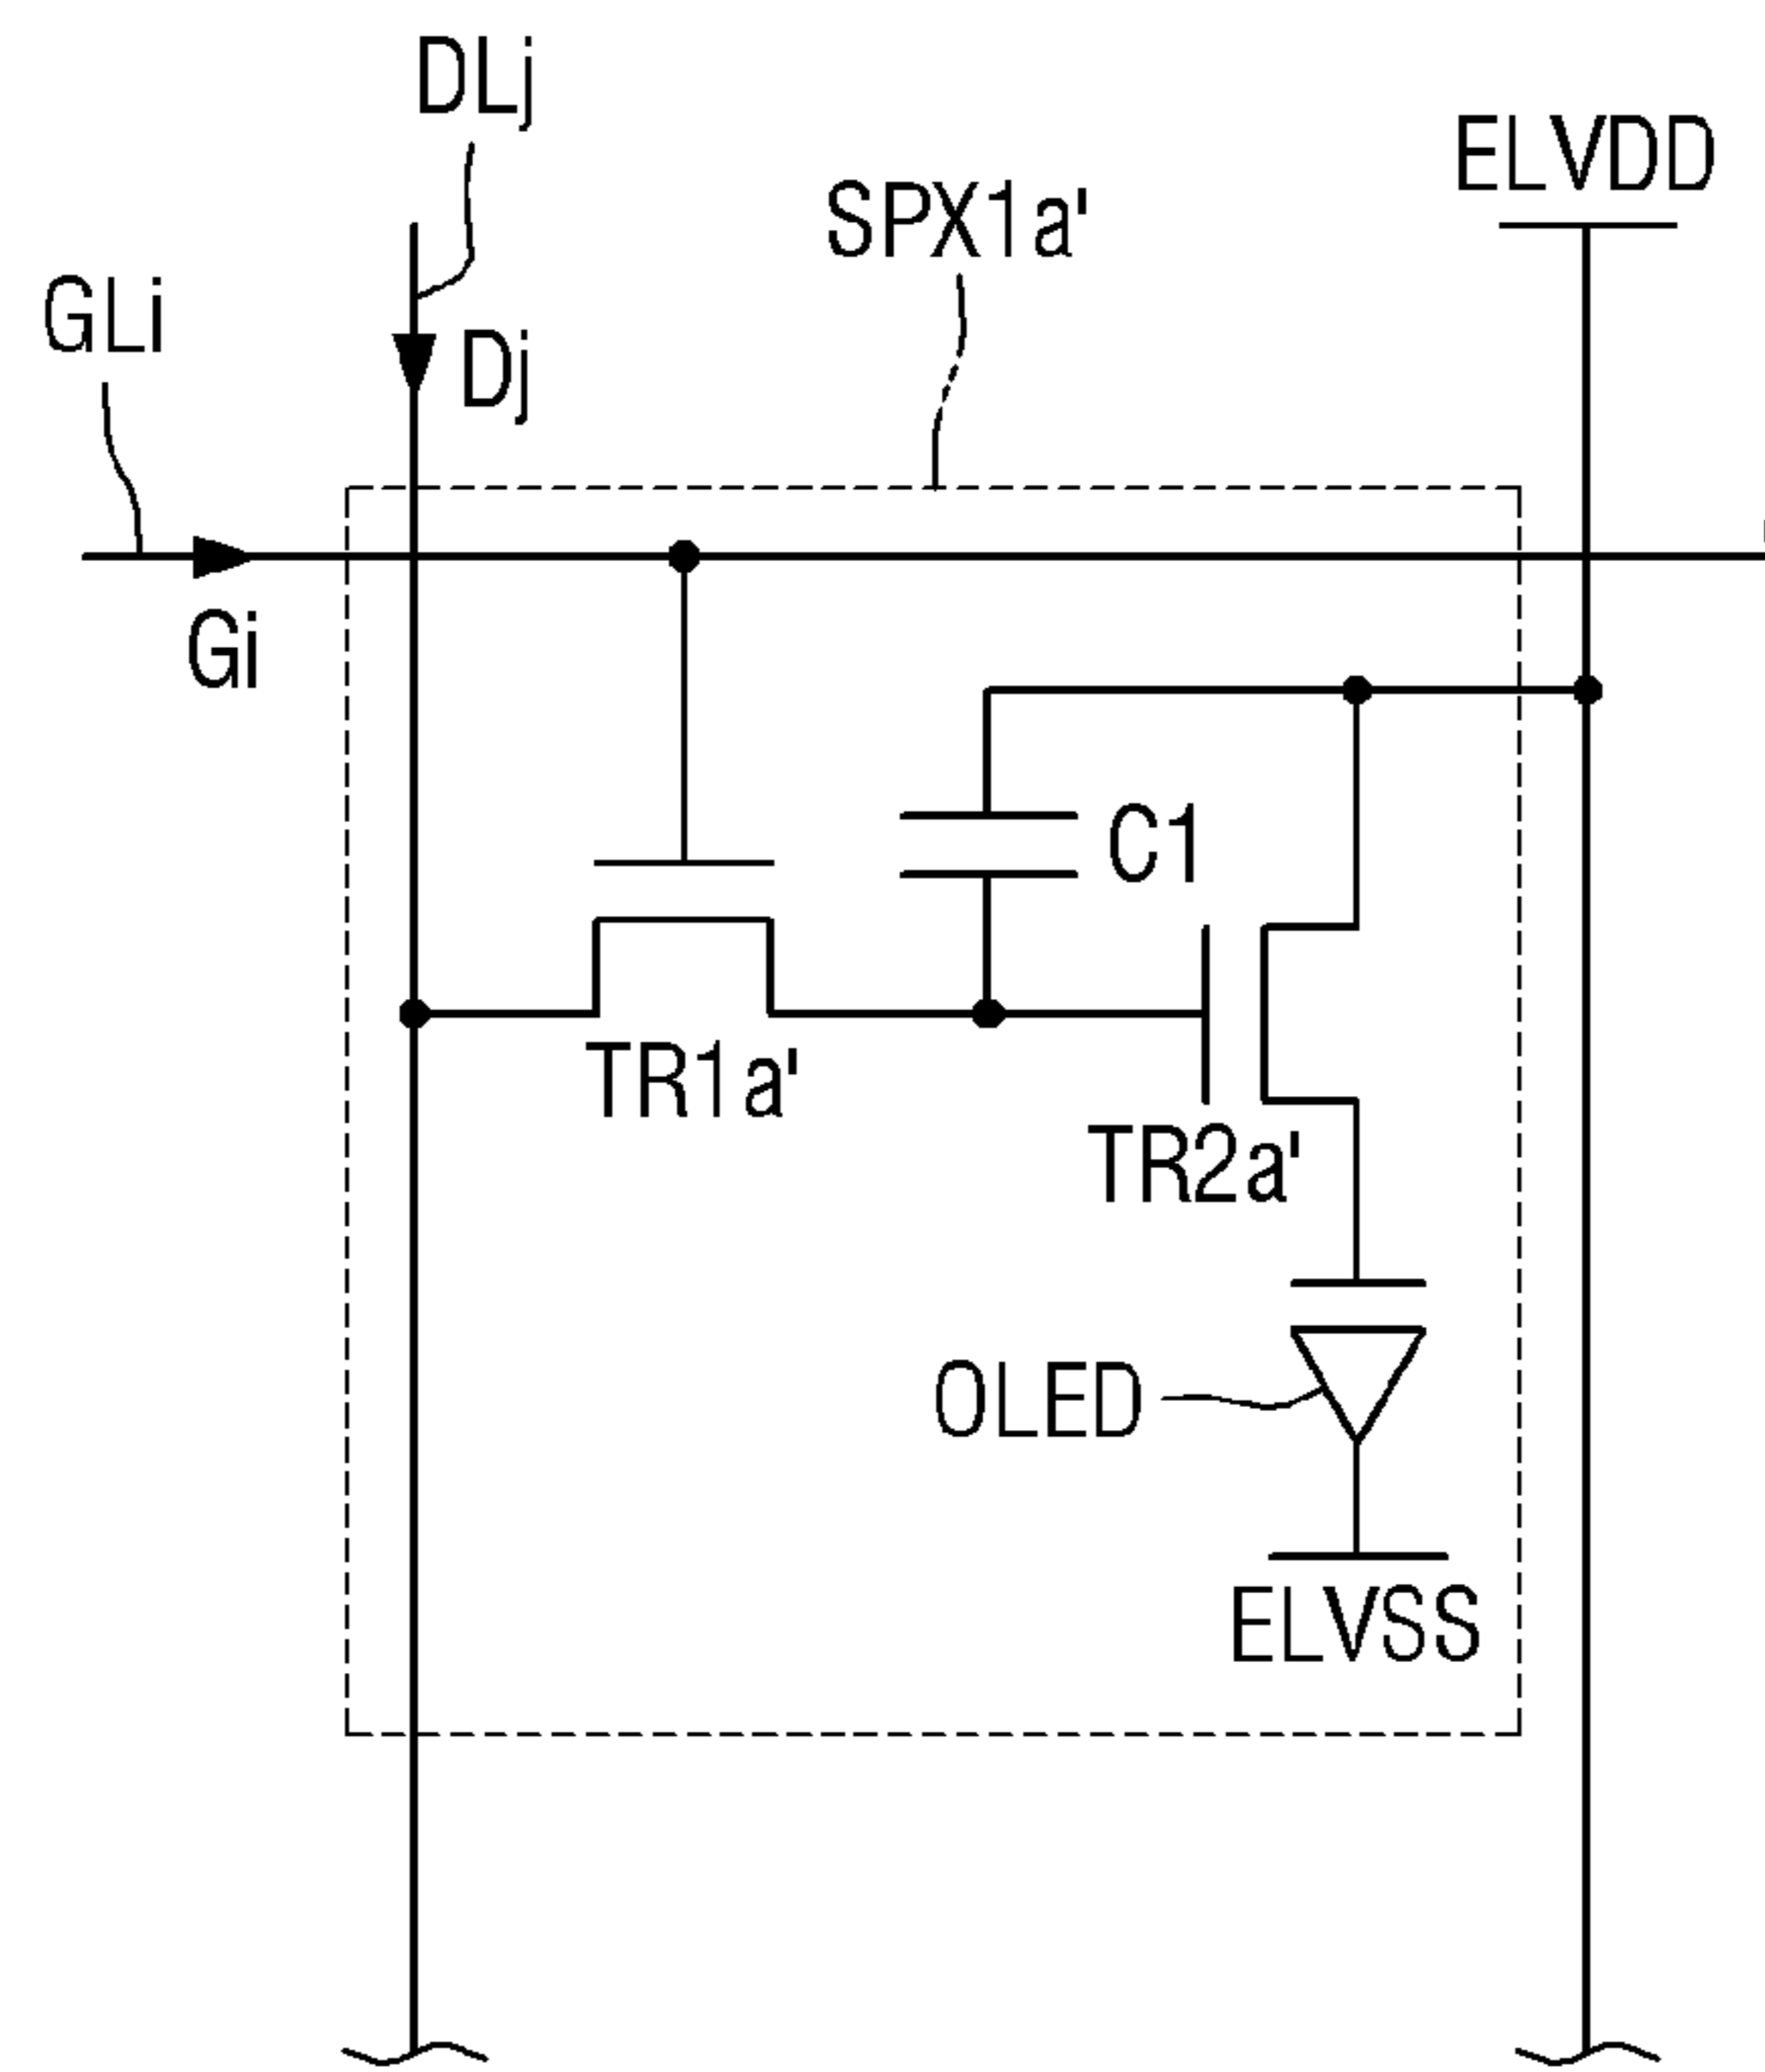 DLj
ELVDD
SPX1a'
GLi
Dj
Gi
C1
TR1a'
TR2a'
OLED
ELVSS